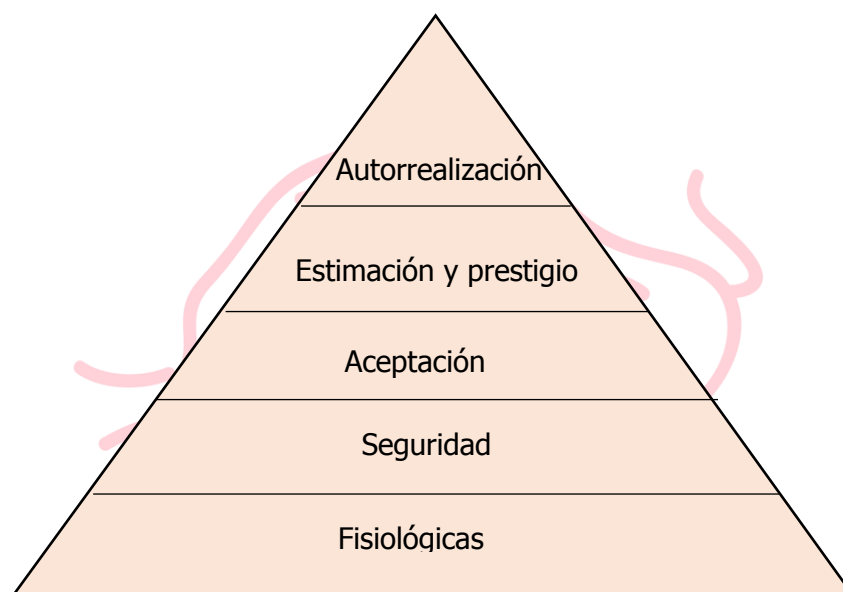 Autorrealización
Estimación y prestigio
Aceptación
Seguridad
Fisiológicas